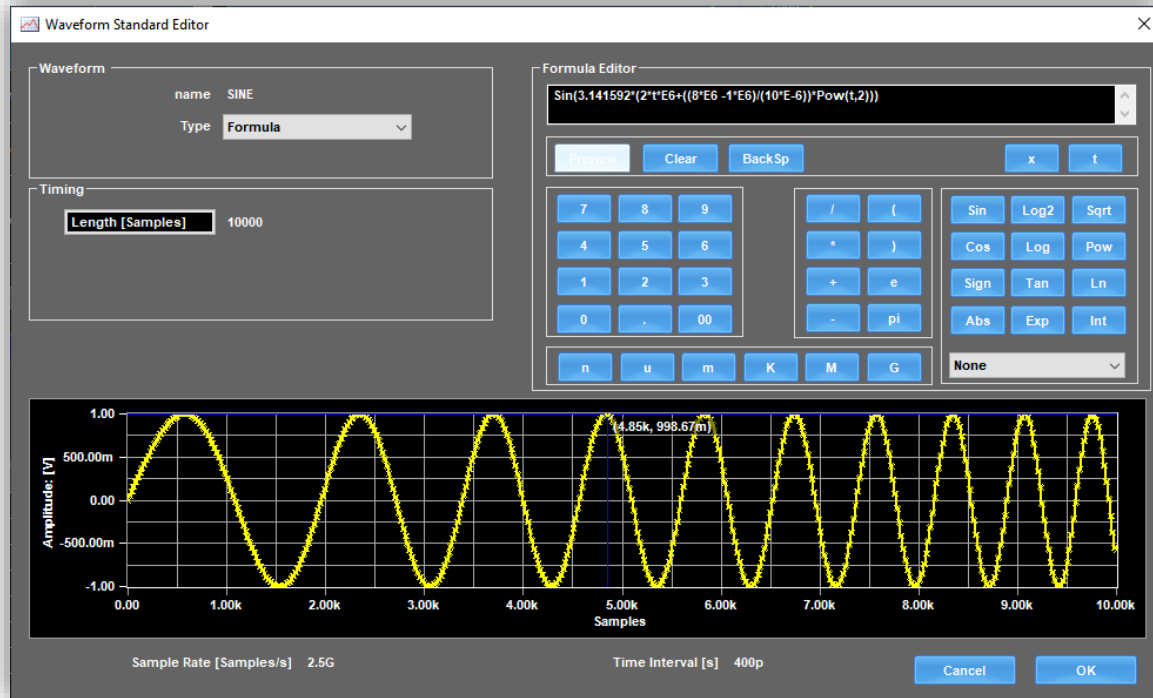 Waveform Standard Editor
Waveform
name SINE
Type Formula
Timing
Length [Samples] 10000
Formula Editor
Sin(3.141592*(2*t*E6+((8*E6 -1*E6)/(10*E-6))*Pow(t,2)))
Preview Clear BackSp x t
7 8 9 / ( Sin Log2 Sqrt
4 5 6 * ) Cos Log Pow
1 2 3 + e Sign Tan Ln
0 . 00 - pi Abs Exp Int
n u m K M G None
1.00
(4.85k, 998.67m)
500.00m
0.00
-500.00m
-1.00
Amplitude: [V]
0.00 1.00k 2.00k 3.00k 4.00k 5.00k 6.00k 7.00k 8.00k 9.00k 10.00k
Samples
Sample Rate [Samples/s] 2.5G Time Interval [s] 400p Cancel OK